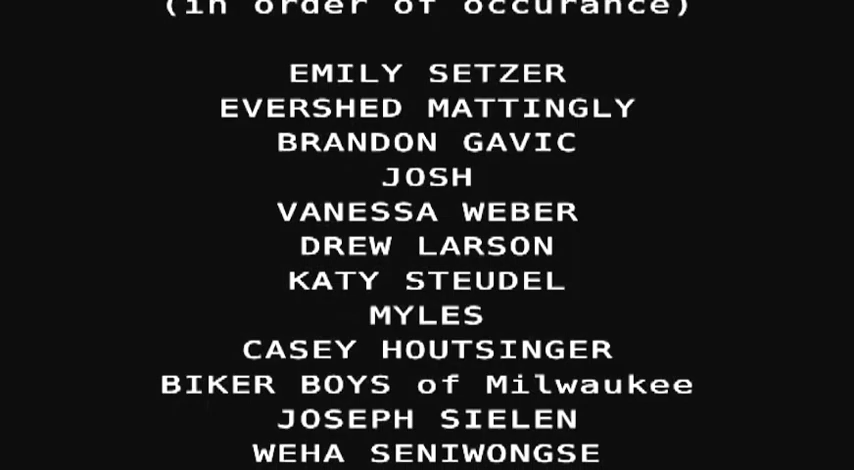 (in order of occurance)
EMILY SETZER
EVERSHED MATTINGLY
BRANDON GAVIC
JOSH
VANESSA WEBER
DREW LARSON
KATY STEUDEL
MYLES
CASEY HOUTSINGER
BIKER BOYS of Milwaukee
JOSEPH SIELEN
WEHA SENIWONGSE